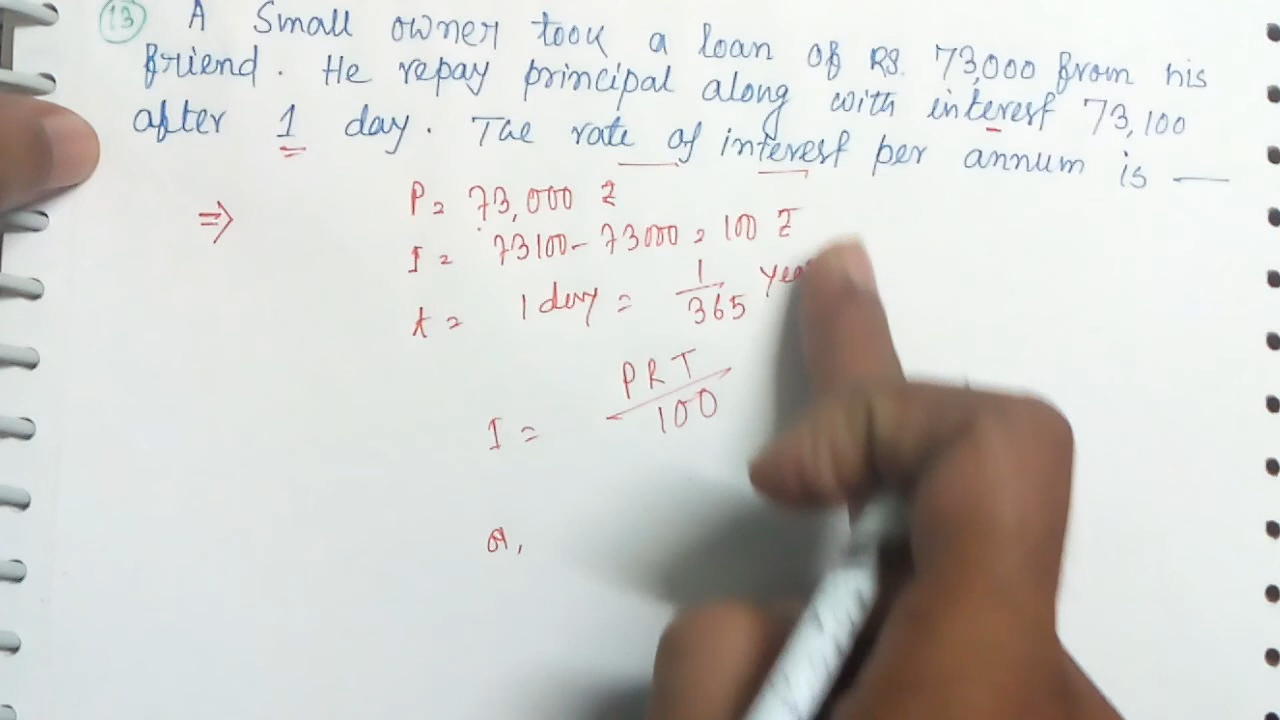 (13) A Small owner took a loan of RS. 73,000 from his
friend. He repay principal along with interest 73,100
after 1 day. The rate of interest per annum is —
⇒ P = 73,000 ₹
I = 73100 - 73000 = 100 ₹
t = 1 day = 1/365
I = PRT/100